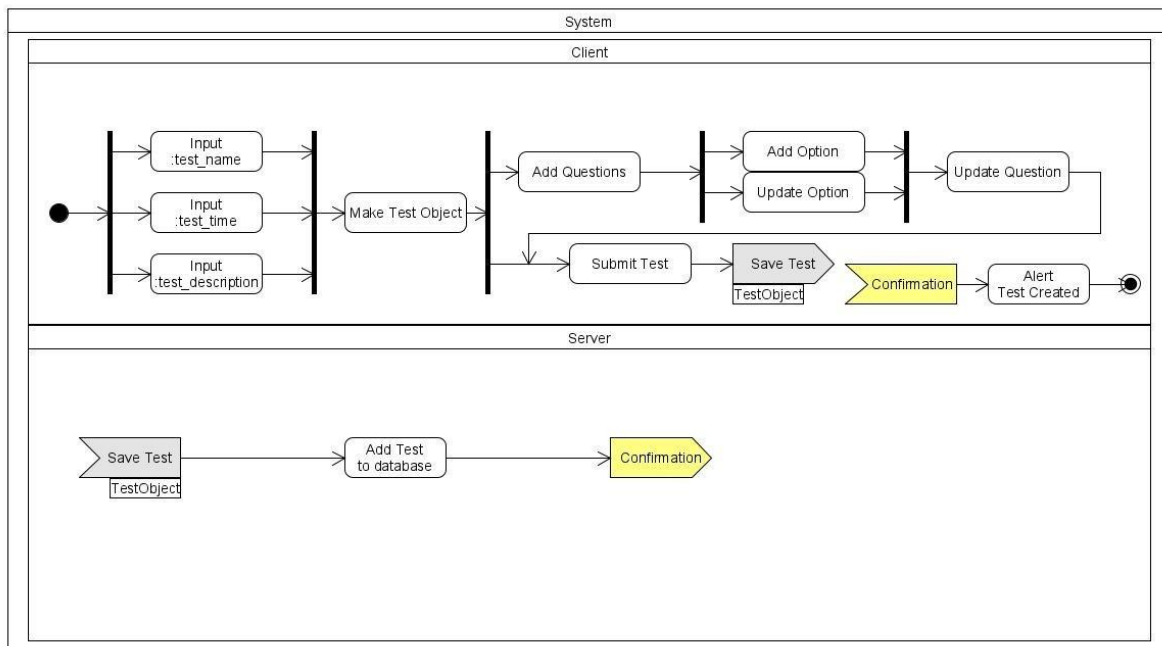 System
Client
Input
:test_name
Input
:test_time
Input
:test_description
Make Test Object
Add Questions
Add Option
Update Option
Update Question
Submit Test
Save Test
TestObject
Confirmation
Alert
Test Created
Server
Save Test
TestObject
Add Test
to database
Confirmation